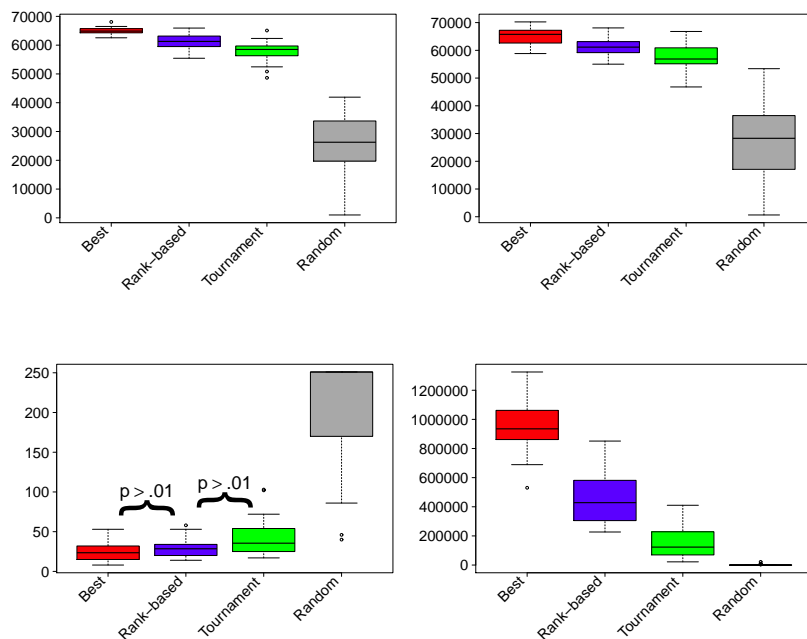 70000
60000
50000
40000
30000
20000
10000
0
Best
Rank−based
Tournament
Random
70000
60000
50000
40000
30000
20000
10000
0
Best
Rank−based
Tournament
Random
250
200
150
100
50
0
p > .01
p > .01
Best
Rank−based
Tournament
Random
1200000
1000000
800000
600000
400000
200000
0
Best
Rank−based
Tournament
Random